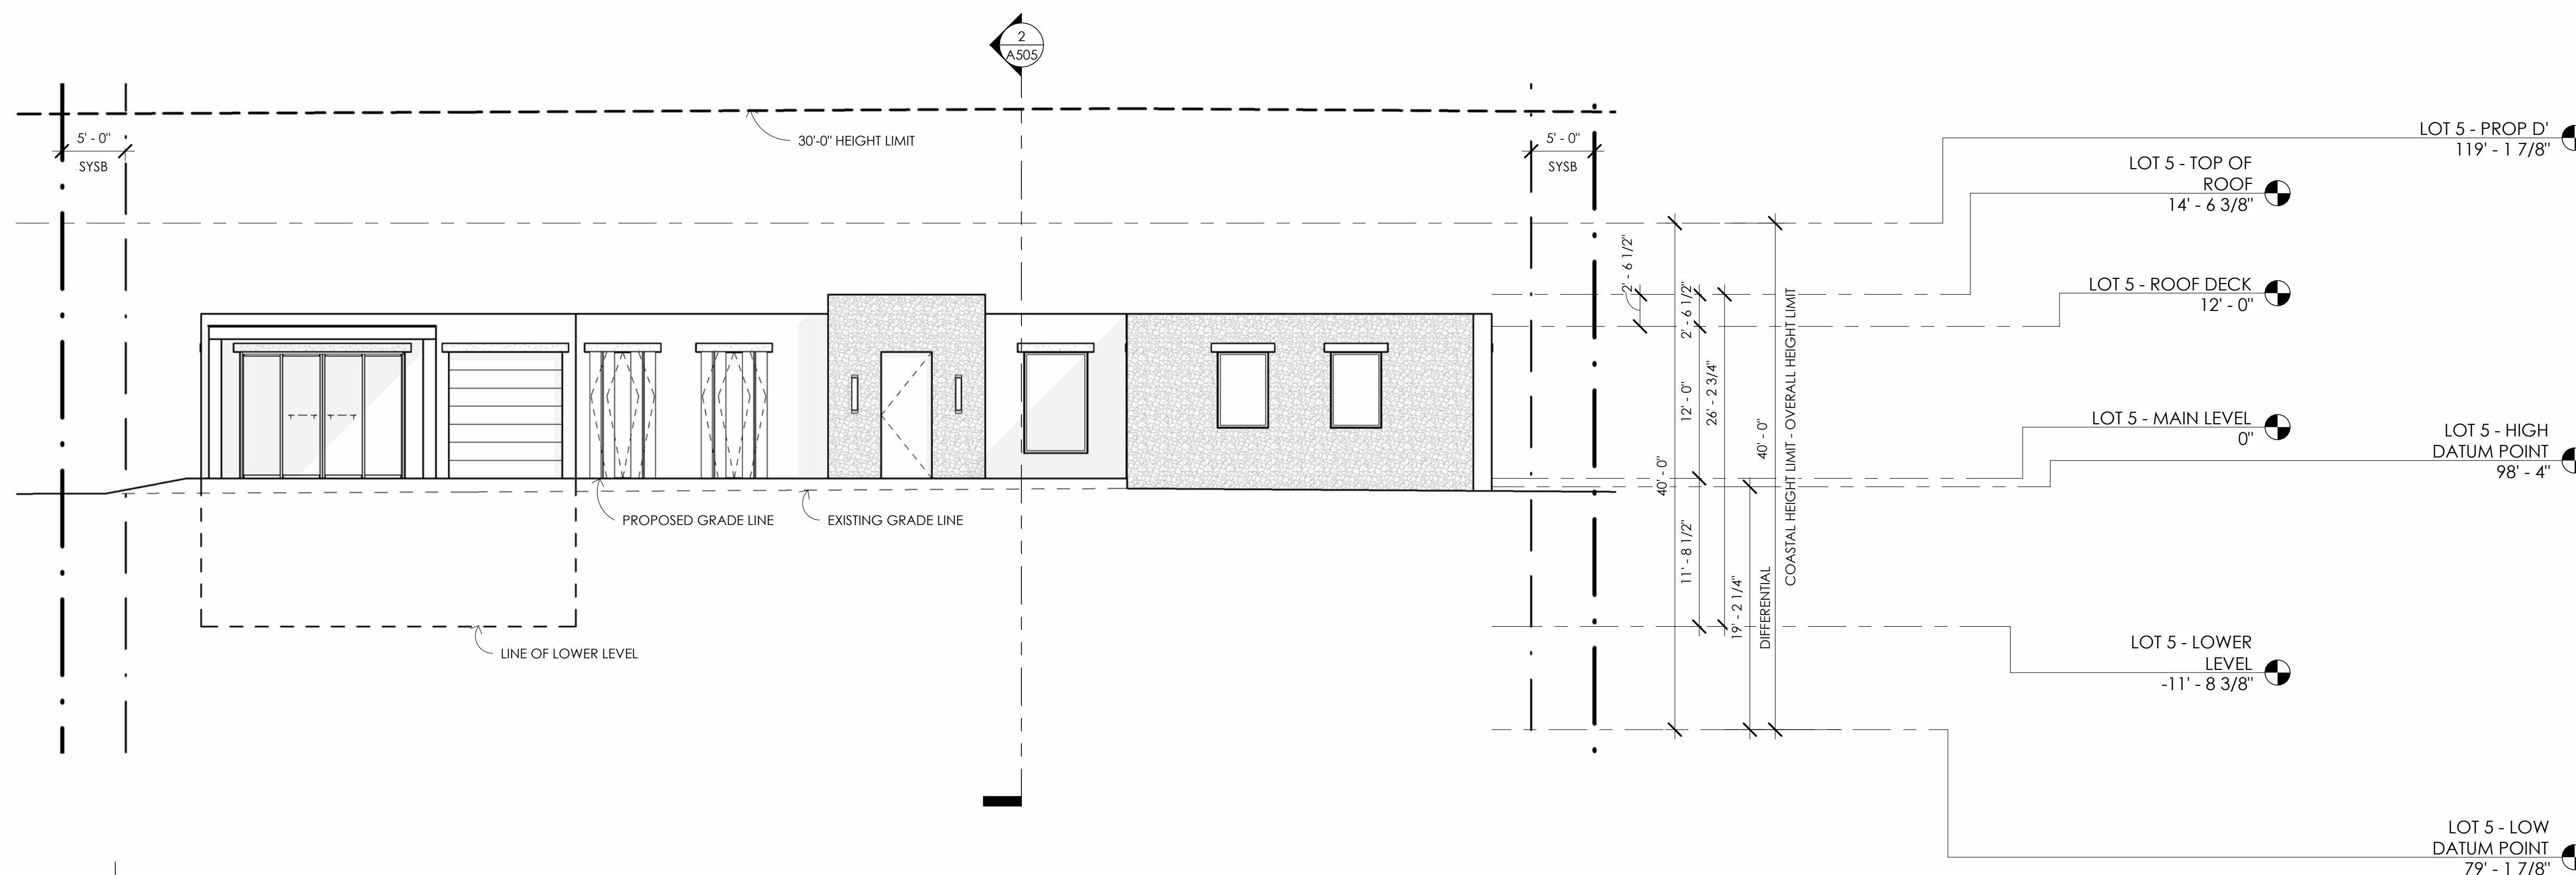 2
A505
5' - 0"
SYSB
30'-0" HEIGHT LIMIT
5' - 0"
SYSB
LOT 5 - PROP D'
119' - 1 7/8"
LOT 5 - TOP OF
ROOF
14' - 6 3/8"
2' - 6 1/2"
2' - 6 1/2"
LOT 5 - ROOF DECK
12' - 0"
12' - 0"
26' - 2 3/4"
40' - 0"
40' - 0"
COASTAL HEIGHT LIMIT - OVERALL HEIGHT LIMIT
LOT 5 - MAIN LEVEL
0"
LOT 5 - HIGH
DATUM POINT
98' - 4"
PROPOSED GRADE LINE
EXISTING GRADE LINE
11' - 8 1/2"
19' - 2 1/4"
DIFFERENTIAL
LINE OF LOWER LEVEL
LOT 5 - LOWER
LEVEL
-11' - 8 3/8"
LOT 5 - LOW
DATUM POINT
79' - 1 7/8"